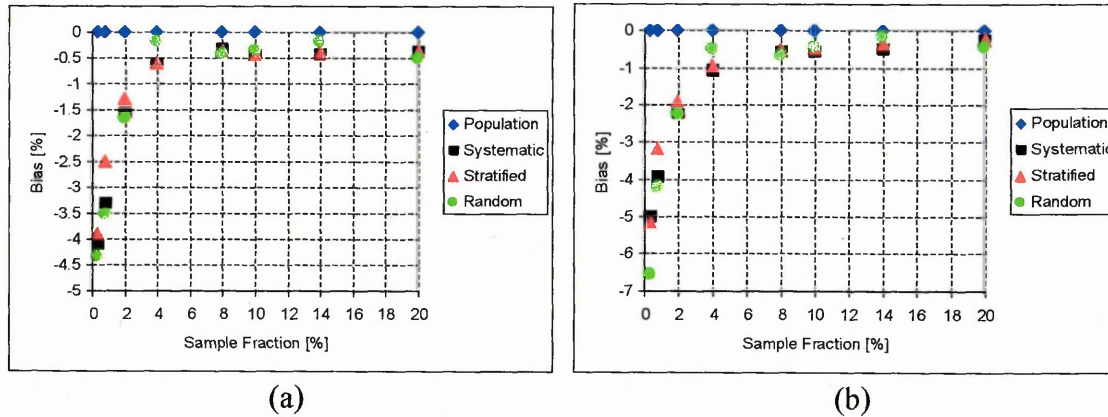 0
-0.5
-1
-1.5
-2
-2.5
-3
-3.5
-4
-4.5
-5
Bias [%]
0 2 4 6 8 10 12 14 16 18 20
Sample Fraction [%]
Population
Systematic
Stratified
Random
(a)
0
-1
-2
-3
-4
-5
-6
-7
Bias [%]
0 2 4 6 8 10 12 14 16 18 20
Sample Fraction [%]
Population
Systematic
Stratified
Random
(b)